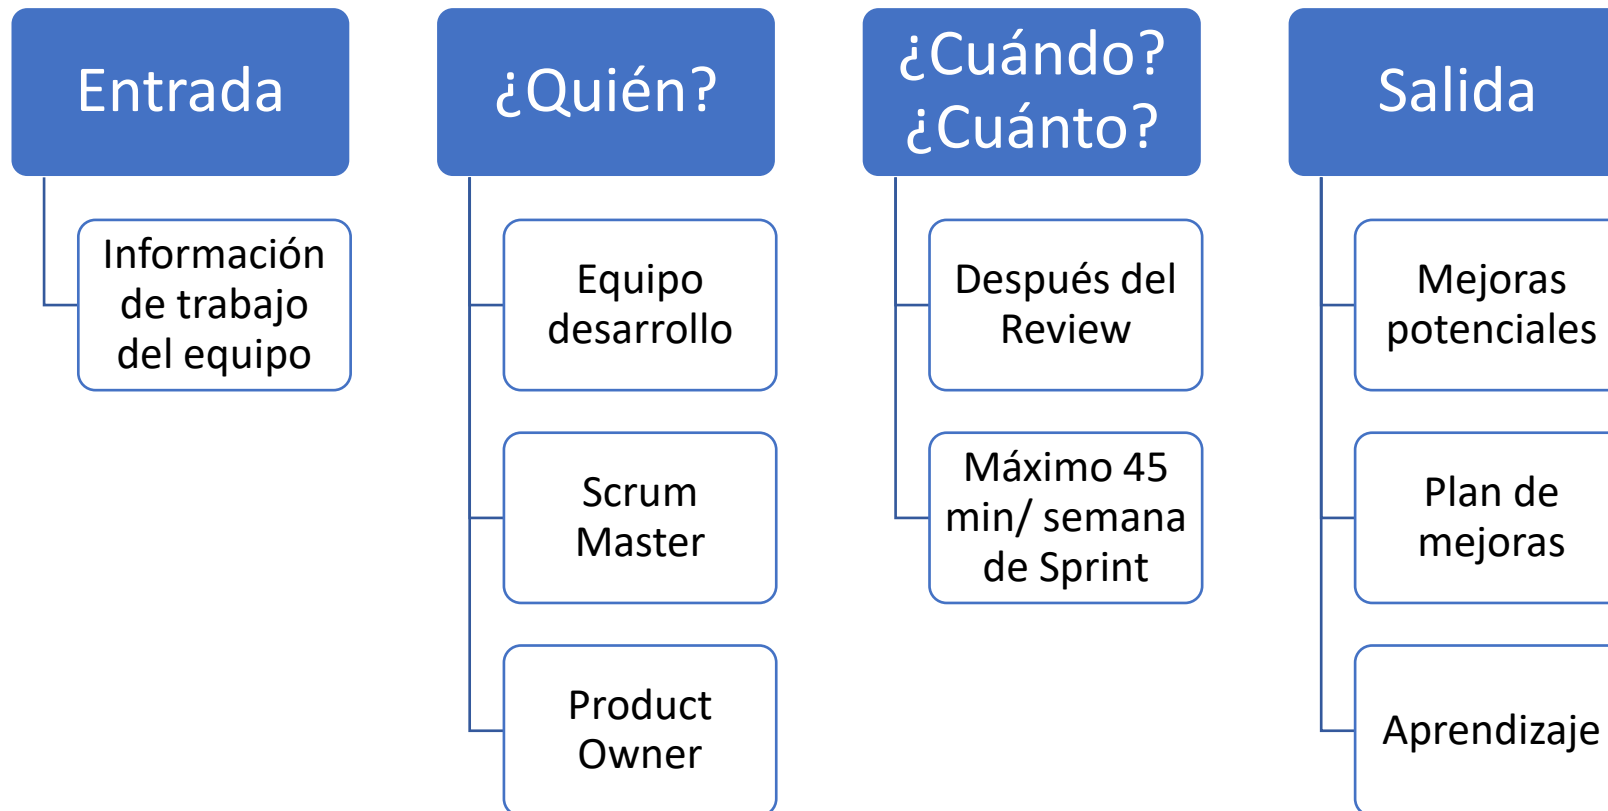 Entrada
Información
de trabajo
del equipo
¿Quién?
Equipo
desarrollo
Scrum
Master
Product
Owner
¿Cuándo?
¿Cuánto?
Después del
Review
Máximo 45
min/ semana
de Sprint
Salida
Mejoras
potenciales
Plan de
mejoras
Aprendizaje